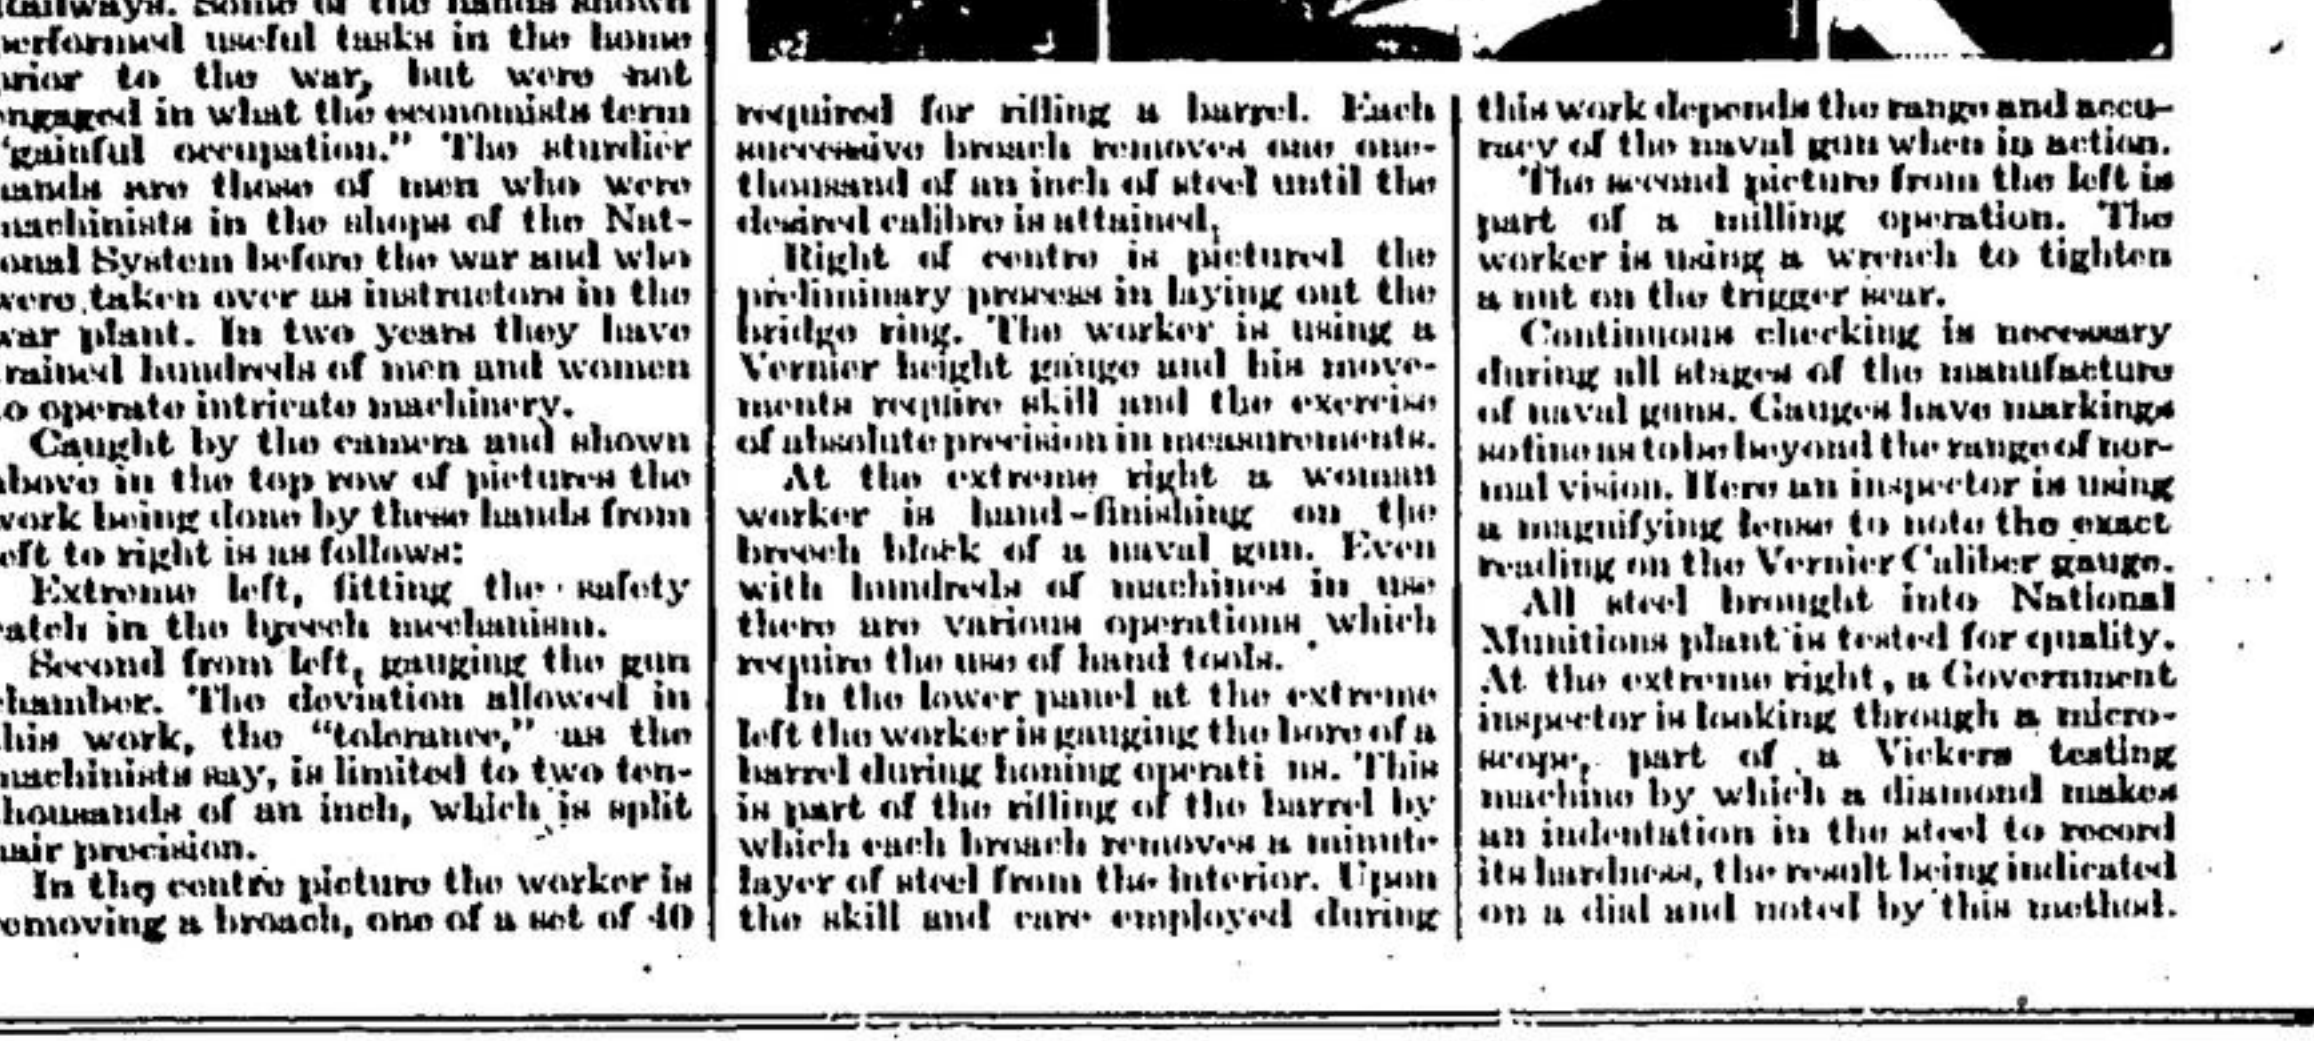 Railways. Some of the hands shown
performed useful tasks in the home
prior to the war, but were not
engaged in what the economists term
"gainful occupation." The sturdier
hands are those of men who were
machinists in the shops of the Nat-
ional System before the war and who
were taken over as instructors in the
war plant. In two years they have
trained hundreds of men and women
to operate intricate machinery.
Caught by the camera and shown
above in the top row of pictures the
work being done by these hands from
left to right is as follows:
Extreme left, fitting the safety
catch in the breech mechanism.
Second from left, gauging the gun
chamber. The deviation allowed in
this work, the "tolerance," as the
machinists say, is limited to two ten-
thousands of an inch, which is split
hair precision.
In the centre picture the worker is
removing a broach, one of a set of 40
required for rifling a barrel. Each
successive broach removes one one-
thousand of an inch of steel until the
desired calibre is attained.
Right of centre is pictured the
preliminary process in laying out the
bridge ring. The worker is using a
Vernier height gauge and his move-
ments require skill and the exercise
of absolute precision in measurements.
At the extreme right a woman
worker is hand-finishing on the
breech block of a naval gun. Even
with hundreds of machines in use
there are various operations which
require the use of hand tools.
In the lower panel at the extreme
left the worker is gauging the bore of a
barrel during honing operati ns. This
is part of the rifling of the barrel by
which each broach removes a minute
layer of steel from the interior. Upon
the skill and care employed during
this work depends the range and accu-
racy of the naval gun when in action.
The second picture from the left is
part of a milling operation. The
worker is using a wrench to tighten
a nut on the trigger sear.
Continuous checking is necessary
during all stages of the manufacture
of naval guns. Gauges have markings
so fine as to be beyond the range of nor-
mal vision. Here an inspector is using
a magnifying lense to note the exact
reading on the Vernier Caliber gauge.
All steel brought into National
Munitions plant is tested for quality.
At the extreme right, a Government
inspector is looking through a micro-
scope, part of a Vickers testing
machine by which a diamond makes
an indentation in the steel to record
its hardness, the result being indicated
on a dial and noted by this method.